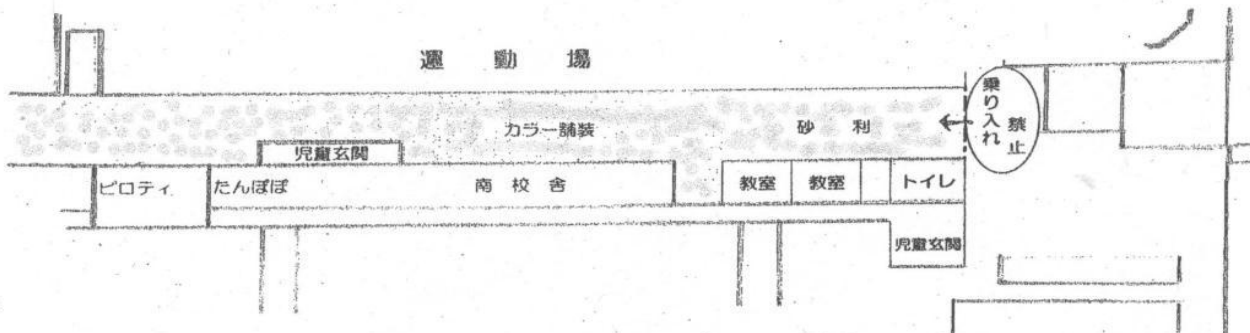 運動場
乗り入れ
禁止
カラー舗装
砂利
児童玄関
ピロティ
たんぽぽ
南校舎
教室
教室
トイレ
児童玄関